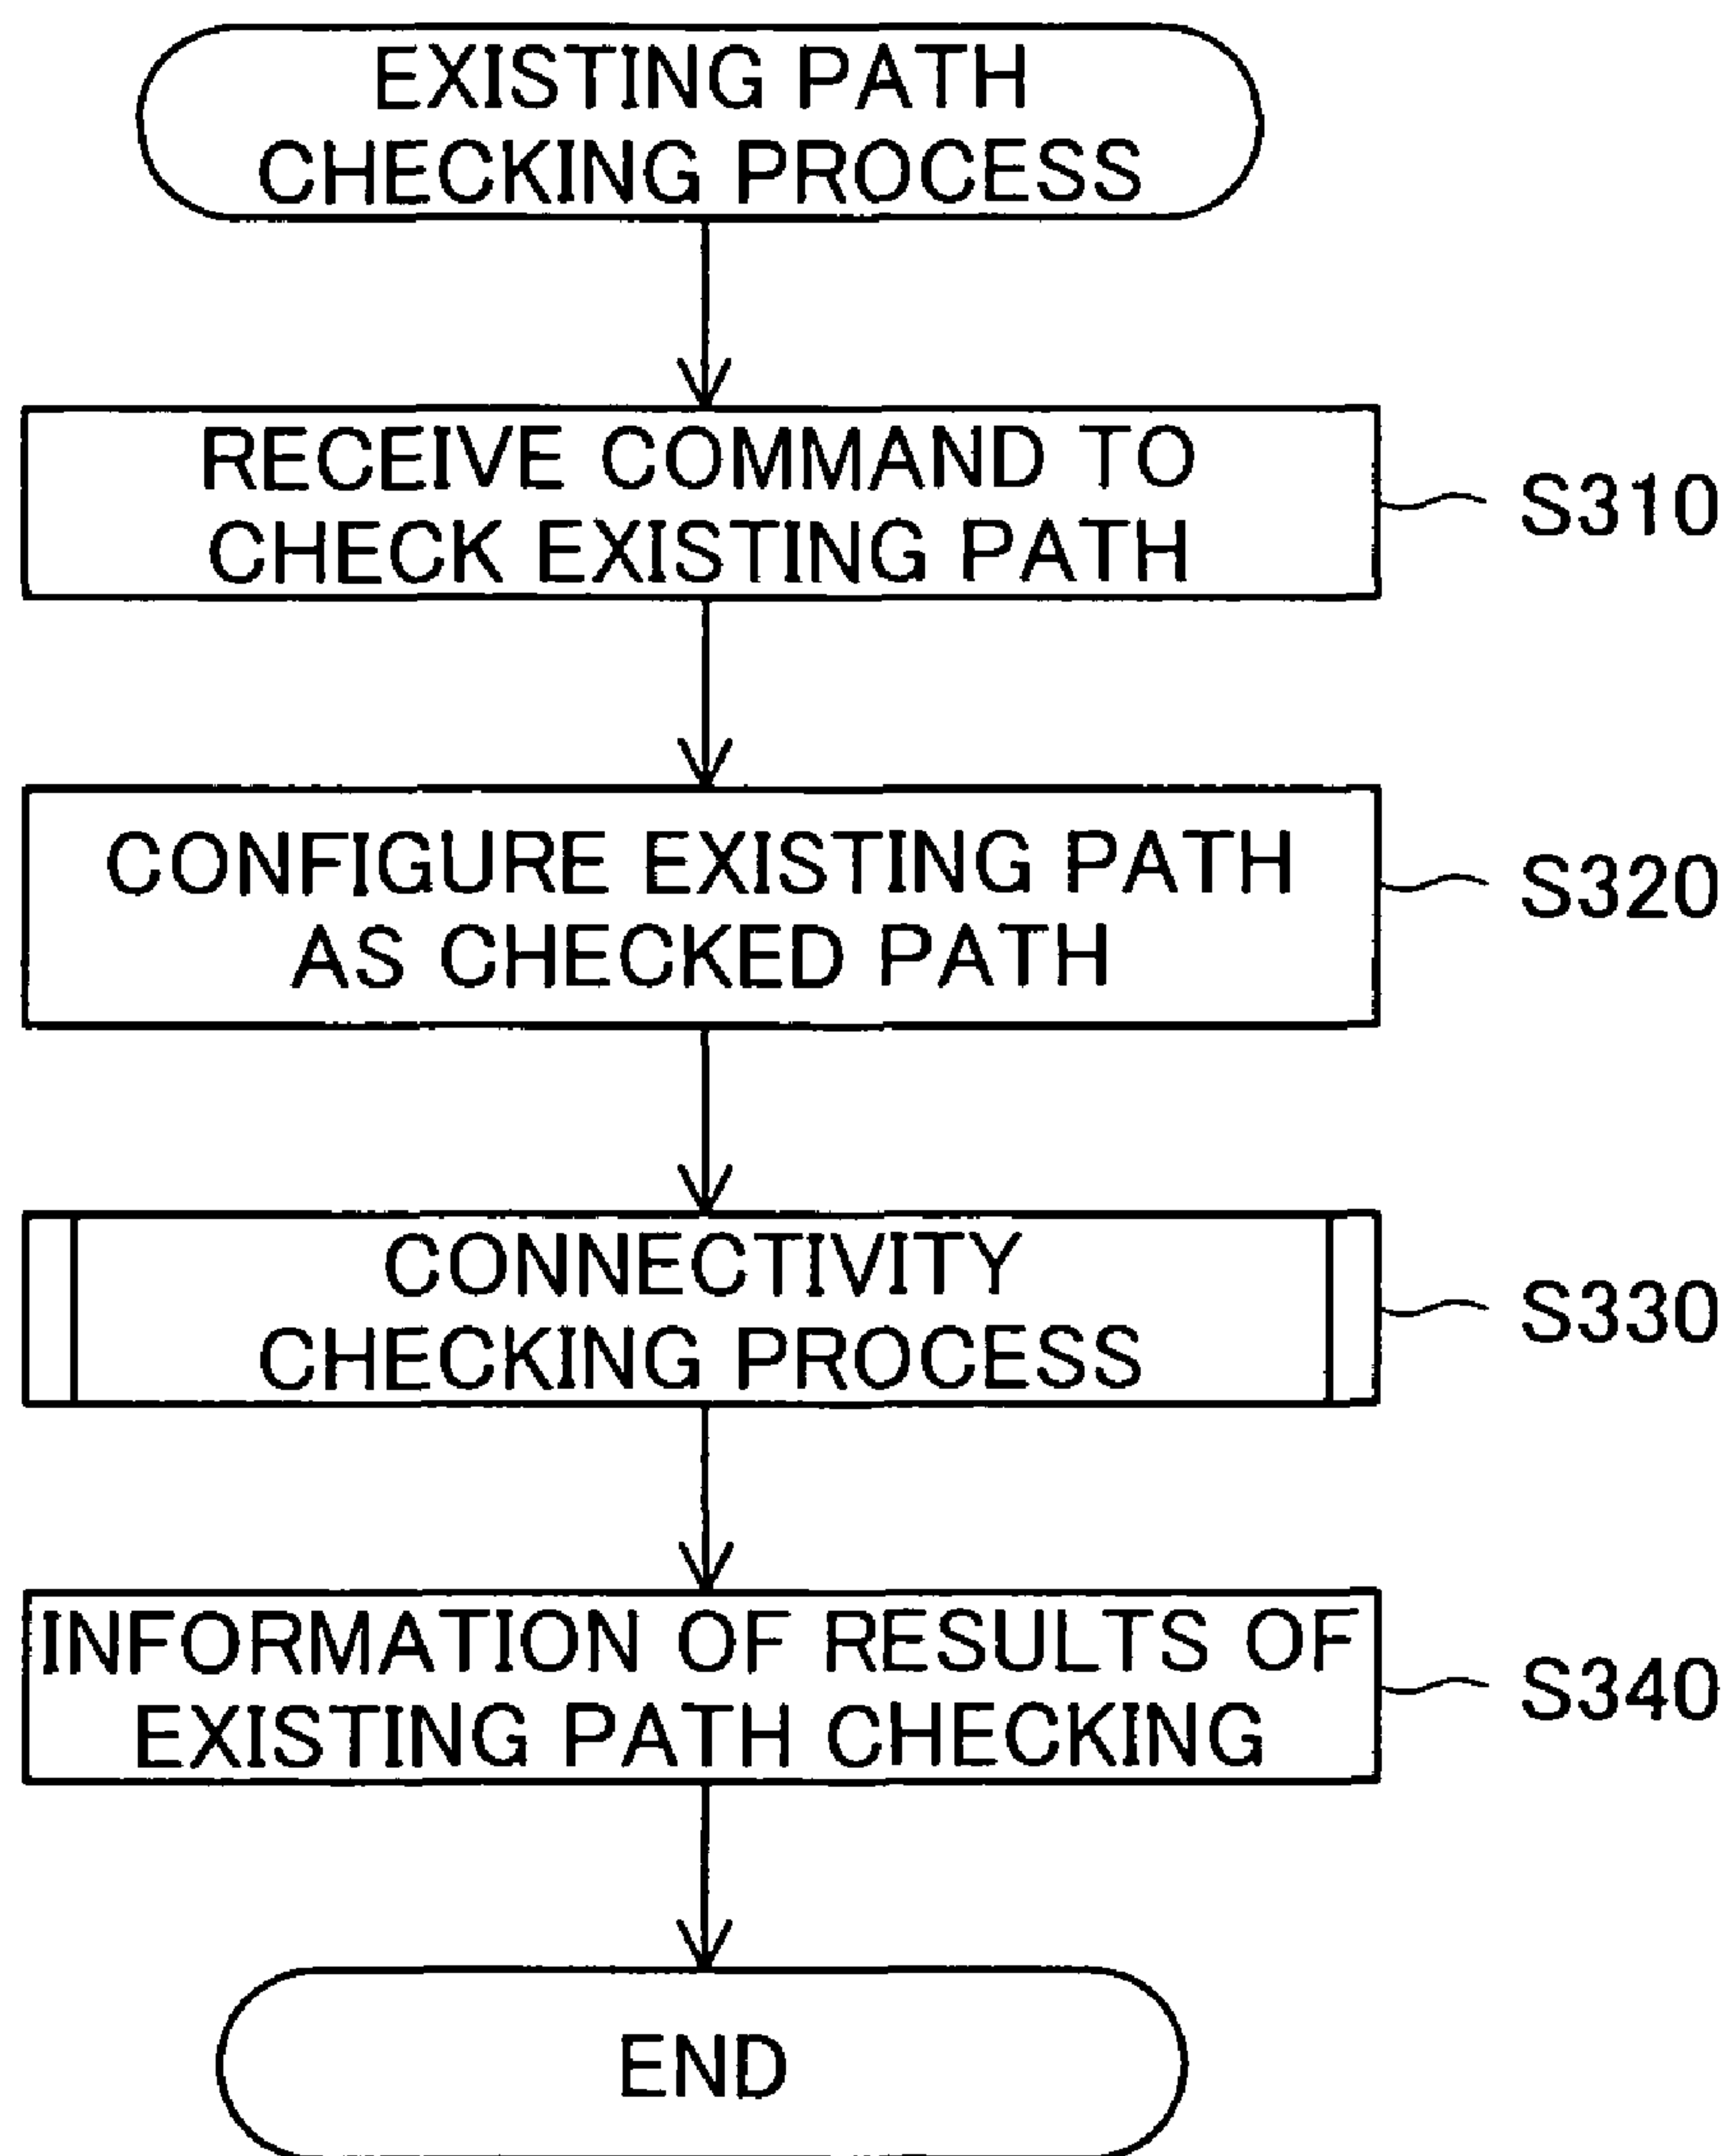 EXISTING PATH
CHECKING PROCESS
RECEIVE COMMAND TO
CHECK EXISTING PATH
S310
CONFIGURE EXISTING PATH
AS CHECKED PATH
S320
CONNECTIVITY
CHECKING PROCESS
S330
INFORMATION OF RESULTS OF
EXISTING PATH CHECKING
S340
END